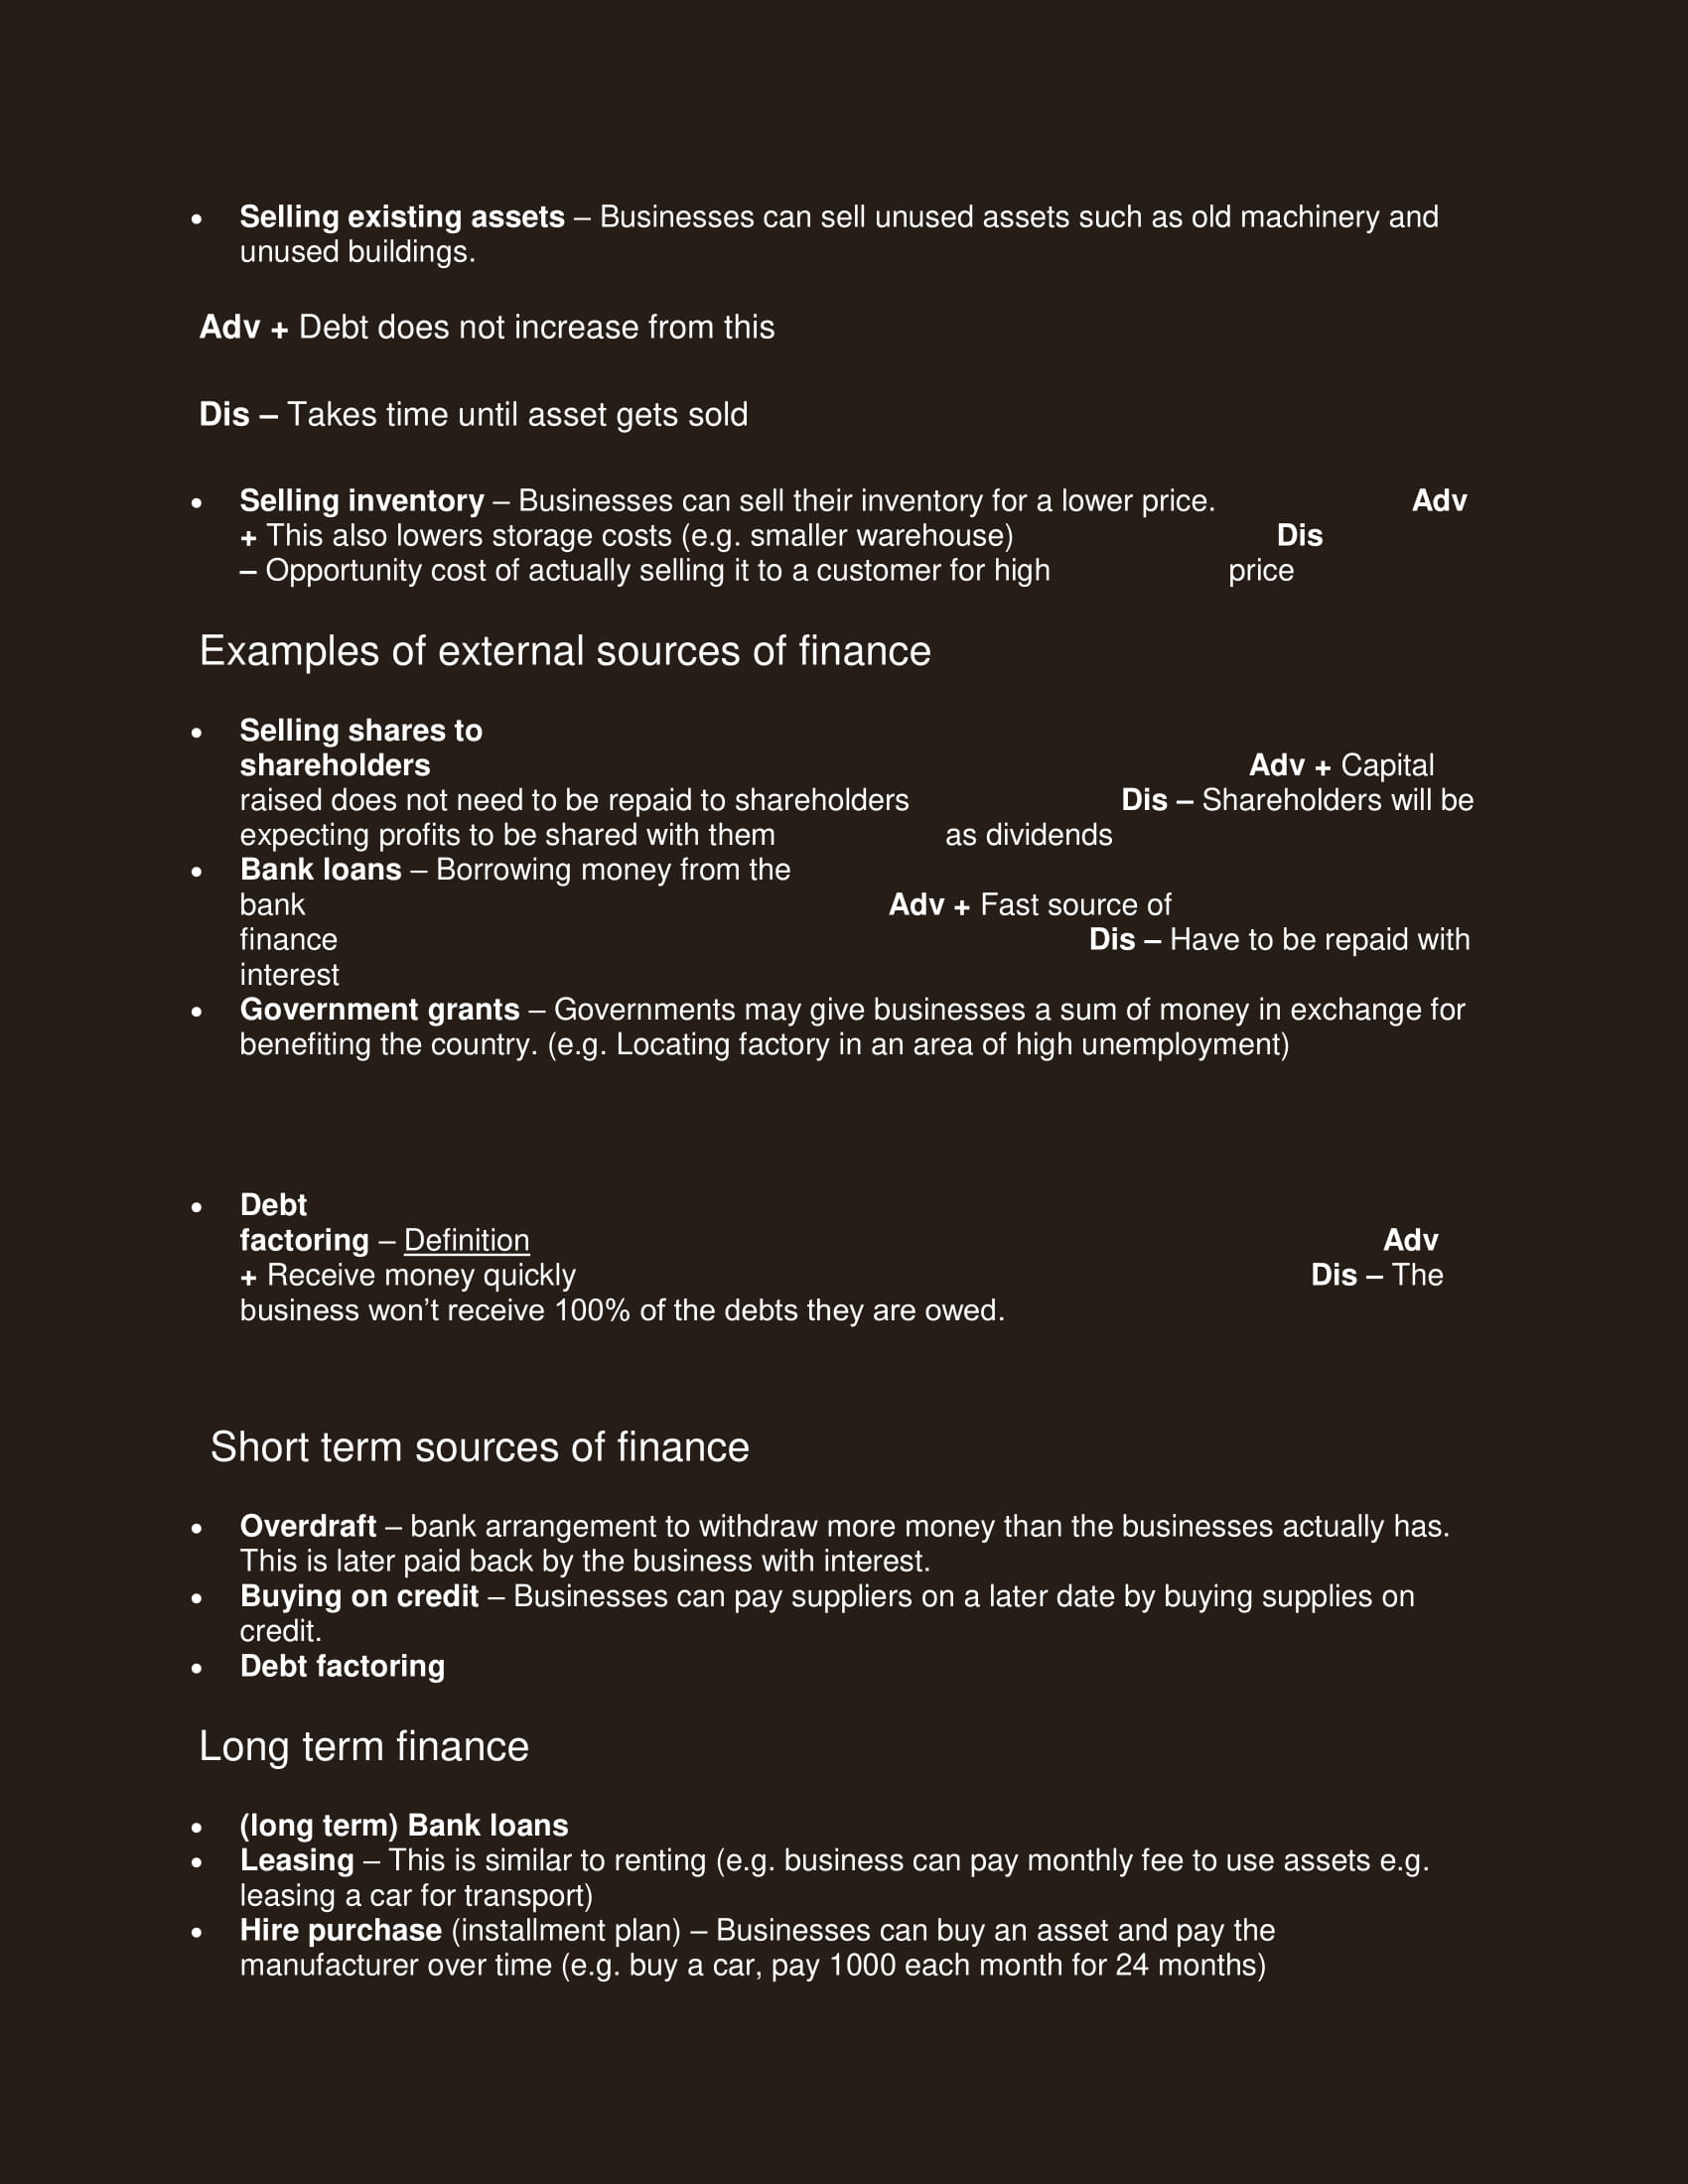 • Selling existing assets – Businesses can sell unused assets such as old machinery and
unused buildings.
Adv + Debt does not increase from this
Dis – Takes time until asset gets sold
• Selling inventory – Businesses can sell their inventory for a lower price. Adv
+ This also lowers storage costs (e.g. smaller warehouse) Dis
– Opportunity cost of actually selling it to a customer for high price
Examples of external sources of finance
• Selling shares to
shareholders Adv + Capital
raised does not need to be repaid to shareholders Dis – Shareholders will be
expecting profits to be shared with them as dividends
• Bank loans – Borrowing money from the
bank Adv + Fast source of
finance Dis – Have to be repaid with
interest
• Government grants – Governments may give businesses a sum of money in exchange for
benefiting the country. (e.g. Locating factory in an area of high unemployment)
• Debt
factoring – Definition Adv
+ Receive money quickly Dis – The
business won’t receive 100% of the debts they are owed.
Short term sources of finance
• Overdraft – bank arrangement to withdraw more money than the businesses actually has.
This is later paid back by the business with interest.
• Buying on credit – Businesses can pay suppliers on a later date by buying supplies on
credit.
• Debt factoring
Long term finance
• (long term) Bank loans
• Leasing – This is similar to renting (e.g. business can pay monthly fee to use assets e.g.
leasing a car for transport)
• Hire purchase (installment plan) – Businesses can buy an asset and pay the
manufacturer over time (e.g. buy a car, pay 1000 each month for 24 months)